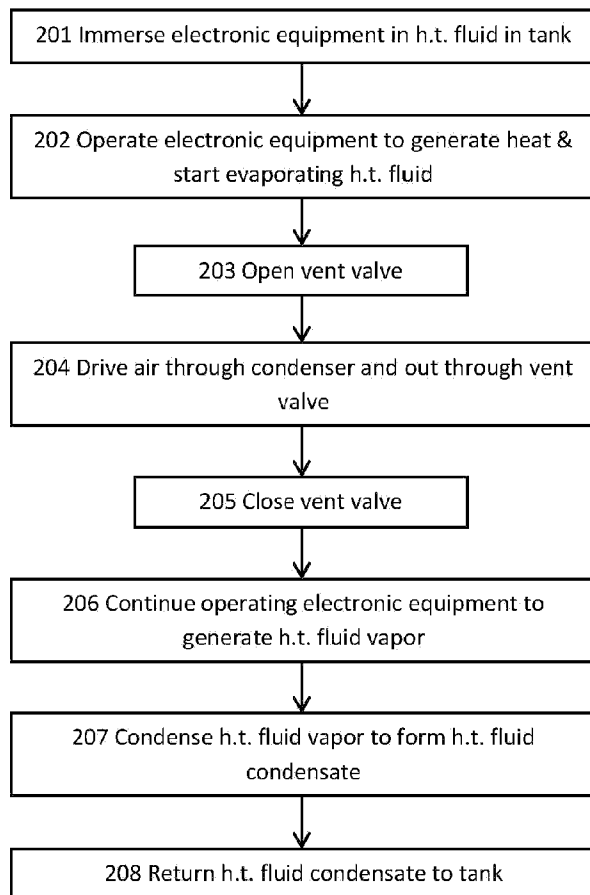 201 Immerse electronic equipment in h.t. fluid in tank
202 Operate electronic equipment to generate heat &
start evaporating h.t. fluid
203 Open vent valve
204 Drive air through condenser and out through vent
valve
205 Close vent valve
206 Continue operating electronic equipment to
generate h.t. fluid vapor
207 Condense h.t. fluid vapor to form h.t. fluid
condensate
208 Return h.t. fluid condensate to tank